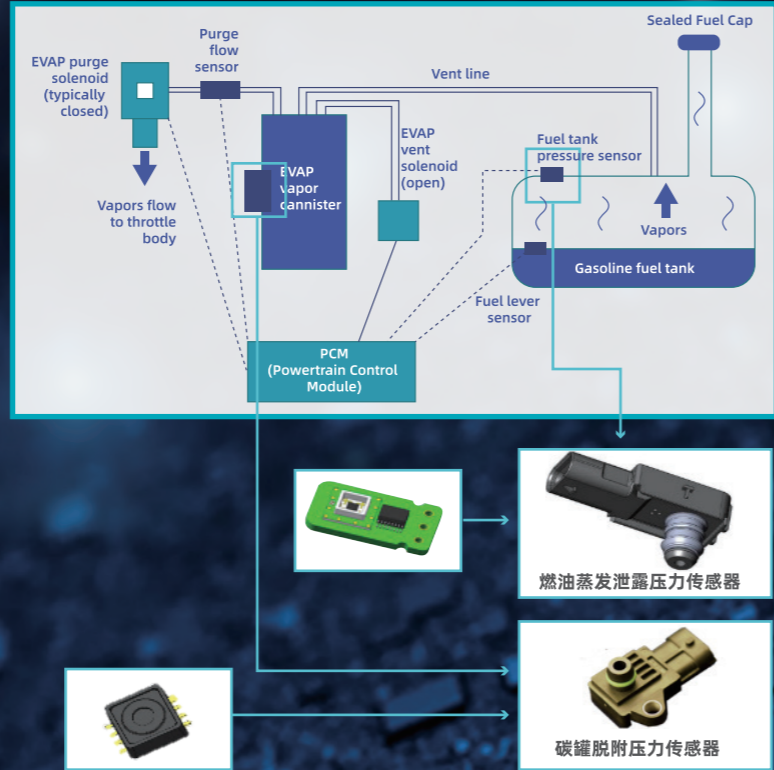 Sealed Fuel Cap
Purge
flow
sensor
EVAP purge
solenoid
(typically
closed)
Vent line
EVAP
vent
solenoid
(open)
Fuel tank
pressure sensor
EVAP
vapor
cannister
Vapors flow
to throttle
body
Vapors
Gasoline fuel tank
Fuel lever
sensor
PCM
(Powertrain Control
Module)
燃油蒸发泄露压力传感器
碳罐脱附压力传感器